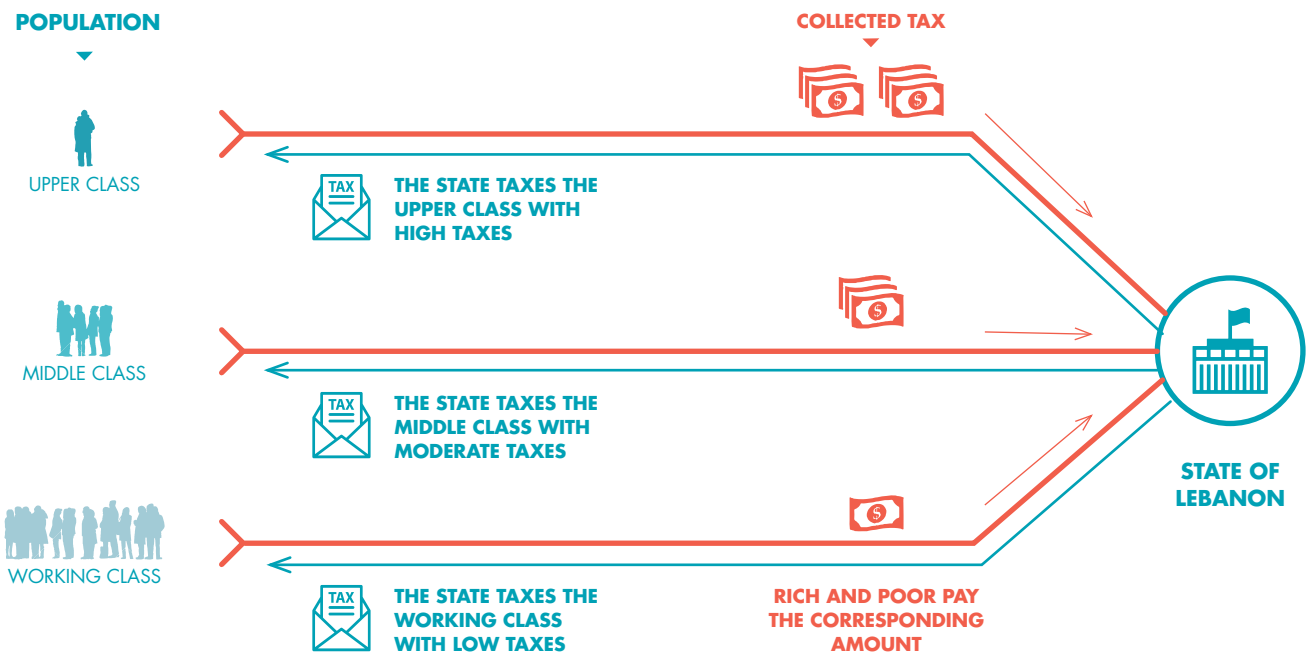 POPULATION
COLLECTED TAX
$ $
UPPER CLASS
TAX
THE STATE TAXES THE
UPPER CLASS WITH
HIGH TAXES
$
MIDDLE CLASS
TAX
THE STATE TAXES THE
MIDDLE CLASS WITH
MODERATE TAXES
STATE OF
LEBANON
$
WORKING CLASS
TAX
THE STATE TAXES THE
WORKING CLASS
WITH LOW TAXES
RICH AND POOR PAY
THE CORRESPONDING
AMOUNT